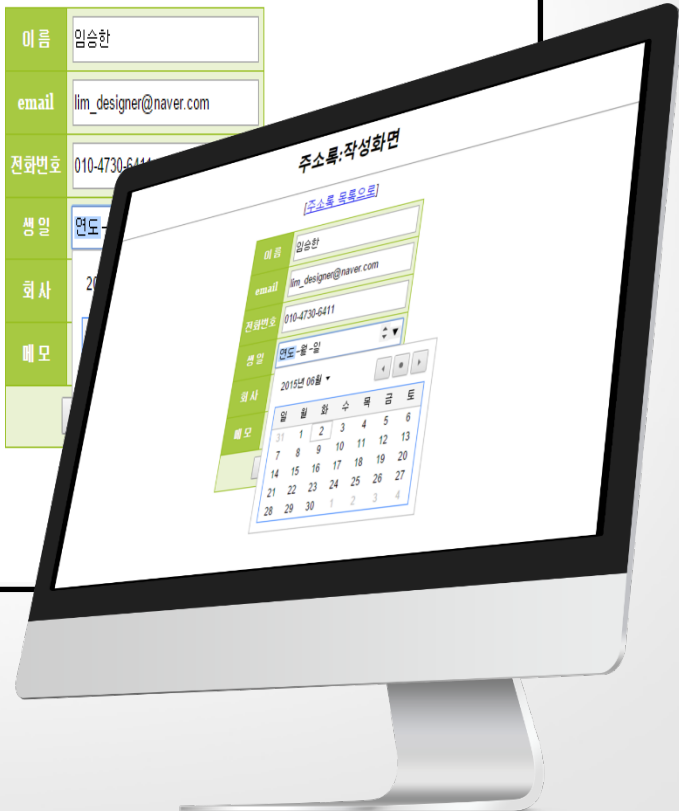 이 름 임승한
email lim_designer@naver.com
전화번호 010-4730-6411
생 일 연도-
회 사 20
메 모
주소록:작성화면
[주소록 목록으로]
이 름 임승한
email lim_designer@naver.com
전화번호 010-4730-6411
생 일 연도-월-일
회 사 2015년 06월
메 모
일 월 화 수 목 금 토
31 1 2 3 4 5 6
7 8 9 10 11 12 13
14 15 16 17 18 19 20
21 22 23 24 25 26 27
28 29 30 1 2 3 4